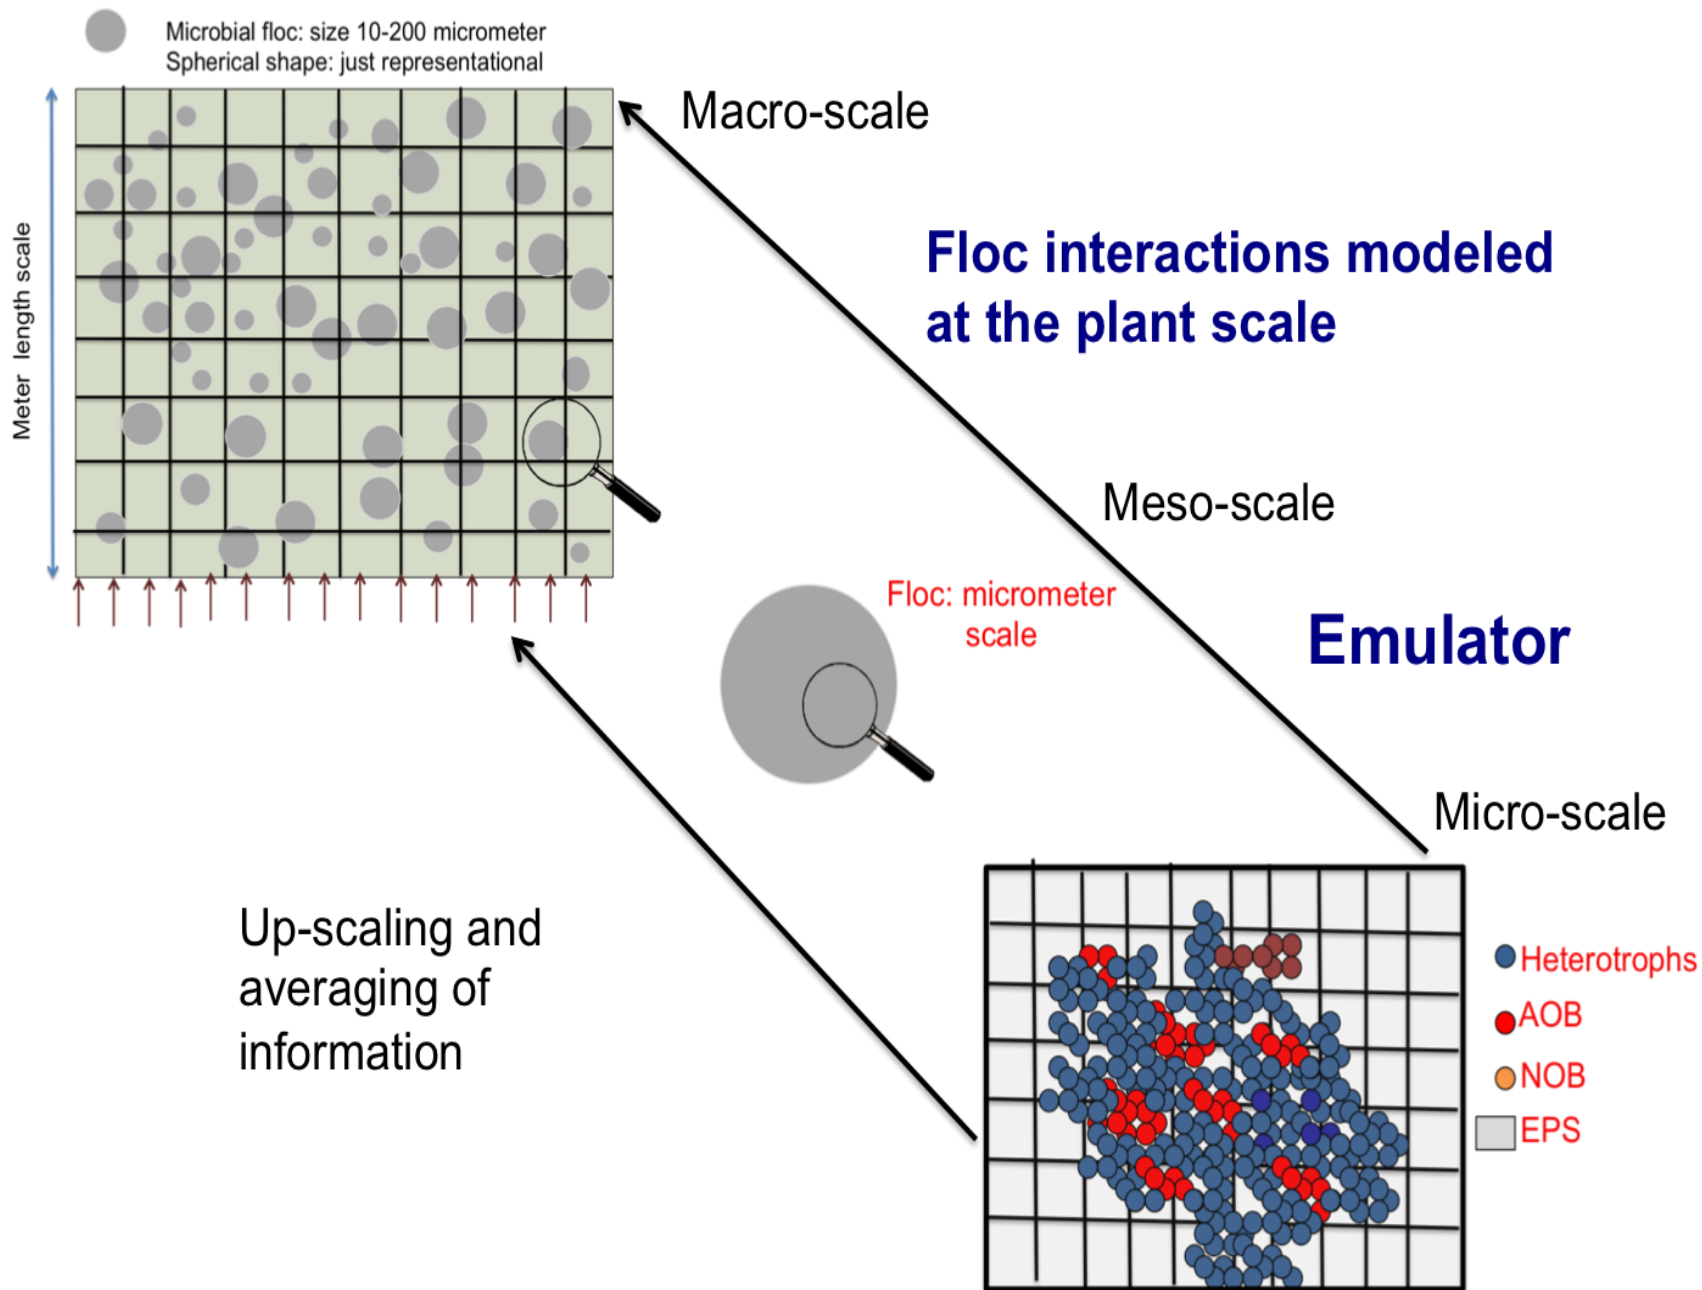 Microbial floc: size 10-200 micrometer
Spherical shape: just representational
Macro-scale
Meter length scale
Floc interactions modeled
at the plant scale
Meso-scale
Floc: micrometer
scale
Emulator
Micro-scale
Up-scaling and
averaging of
information
Heterotrophs
AOB
NOB
EPS